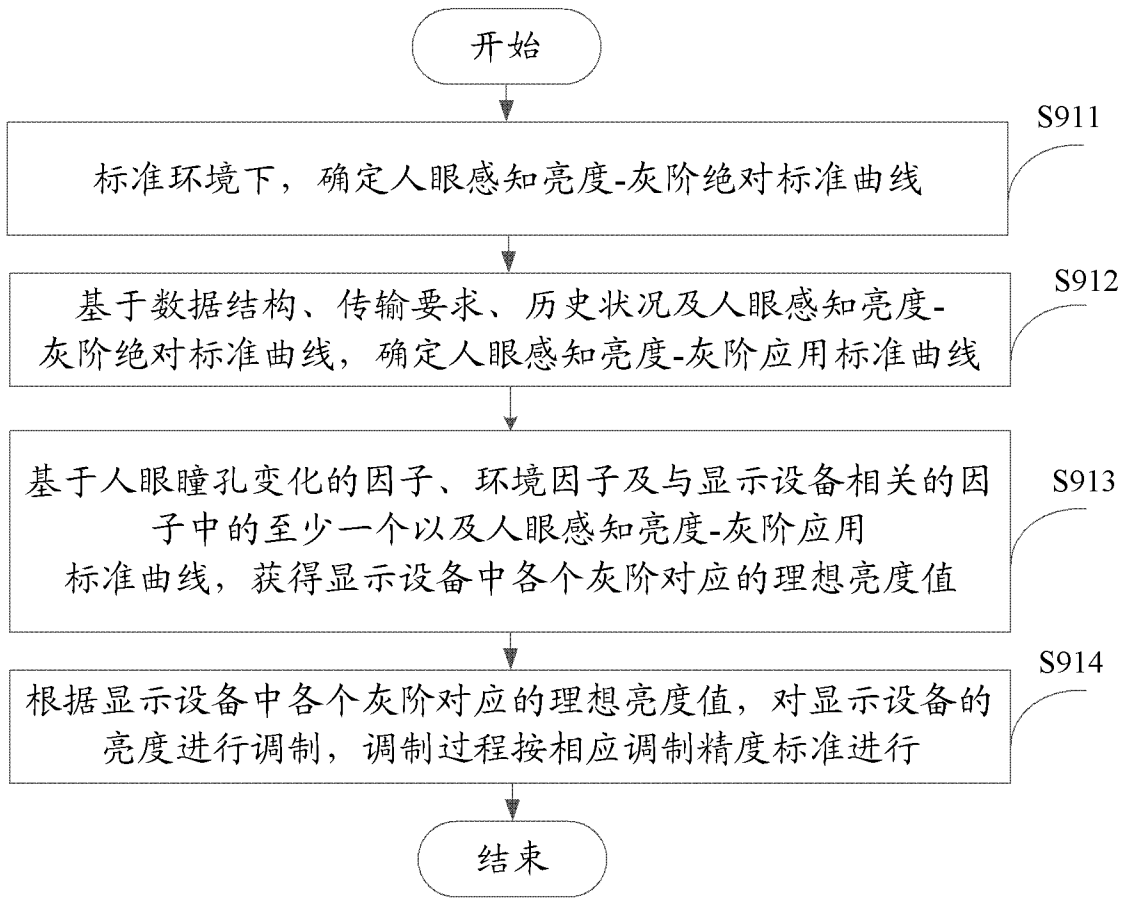 开始
S911
标准环境下，确定人眼感知亮度-灰阶绝对标准曲线
S912
基于数据结构、传输要求、历史状况及人眼感知亮度-
灰阶绝对标准曲线，确定人眼感知亮度-灰阶应用标准曲线
S913
基于人眼瞳孔变化的因子、环境因子及与显示设备相关的因
子中的至少一个以及人眼感知亮度-灰阶应用
标准曲线，获得显示设备中各个灰阶对应的理想亮度值
S914
根据显示设备中各个灰阶对应的理想亮度值，对显示设备的
亮度进行调制，调制过程按相应调制精度标准进行
结束